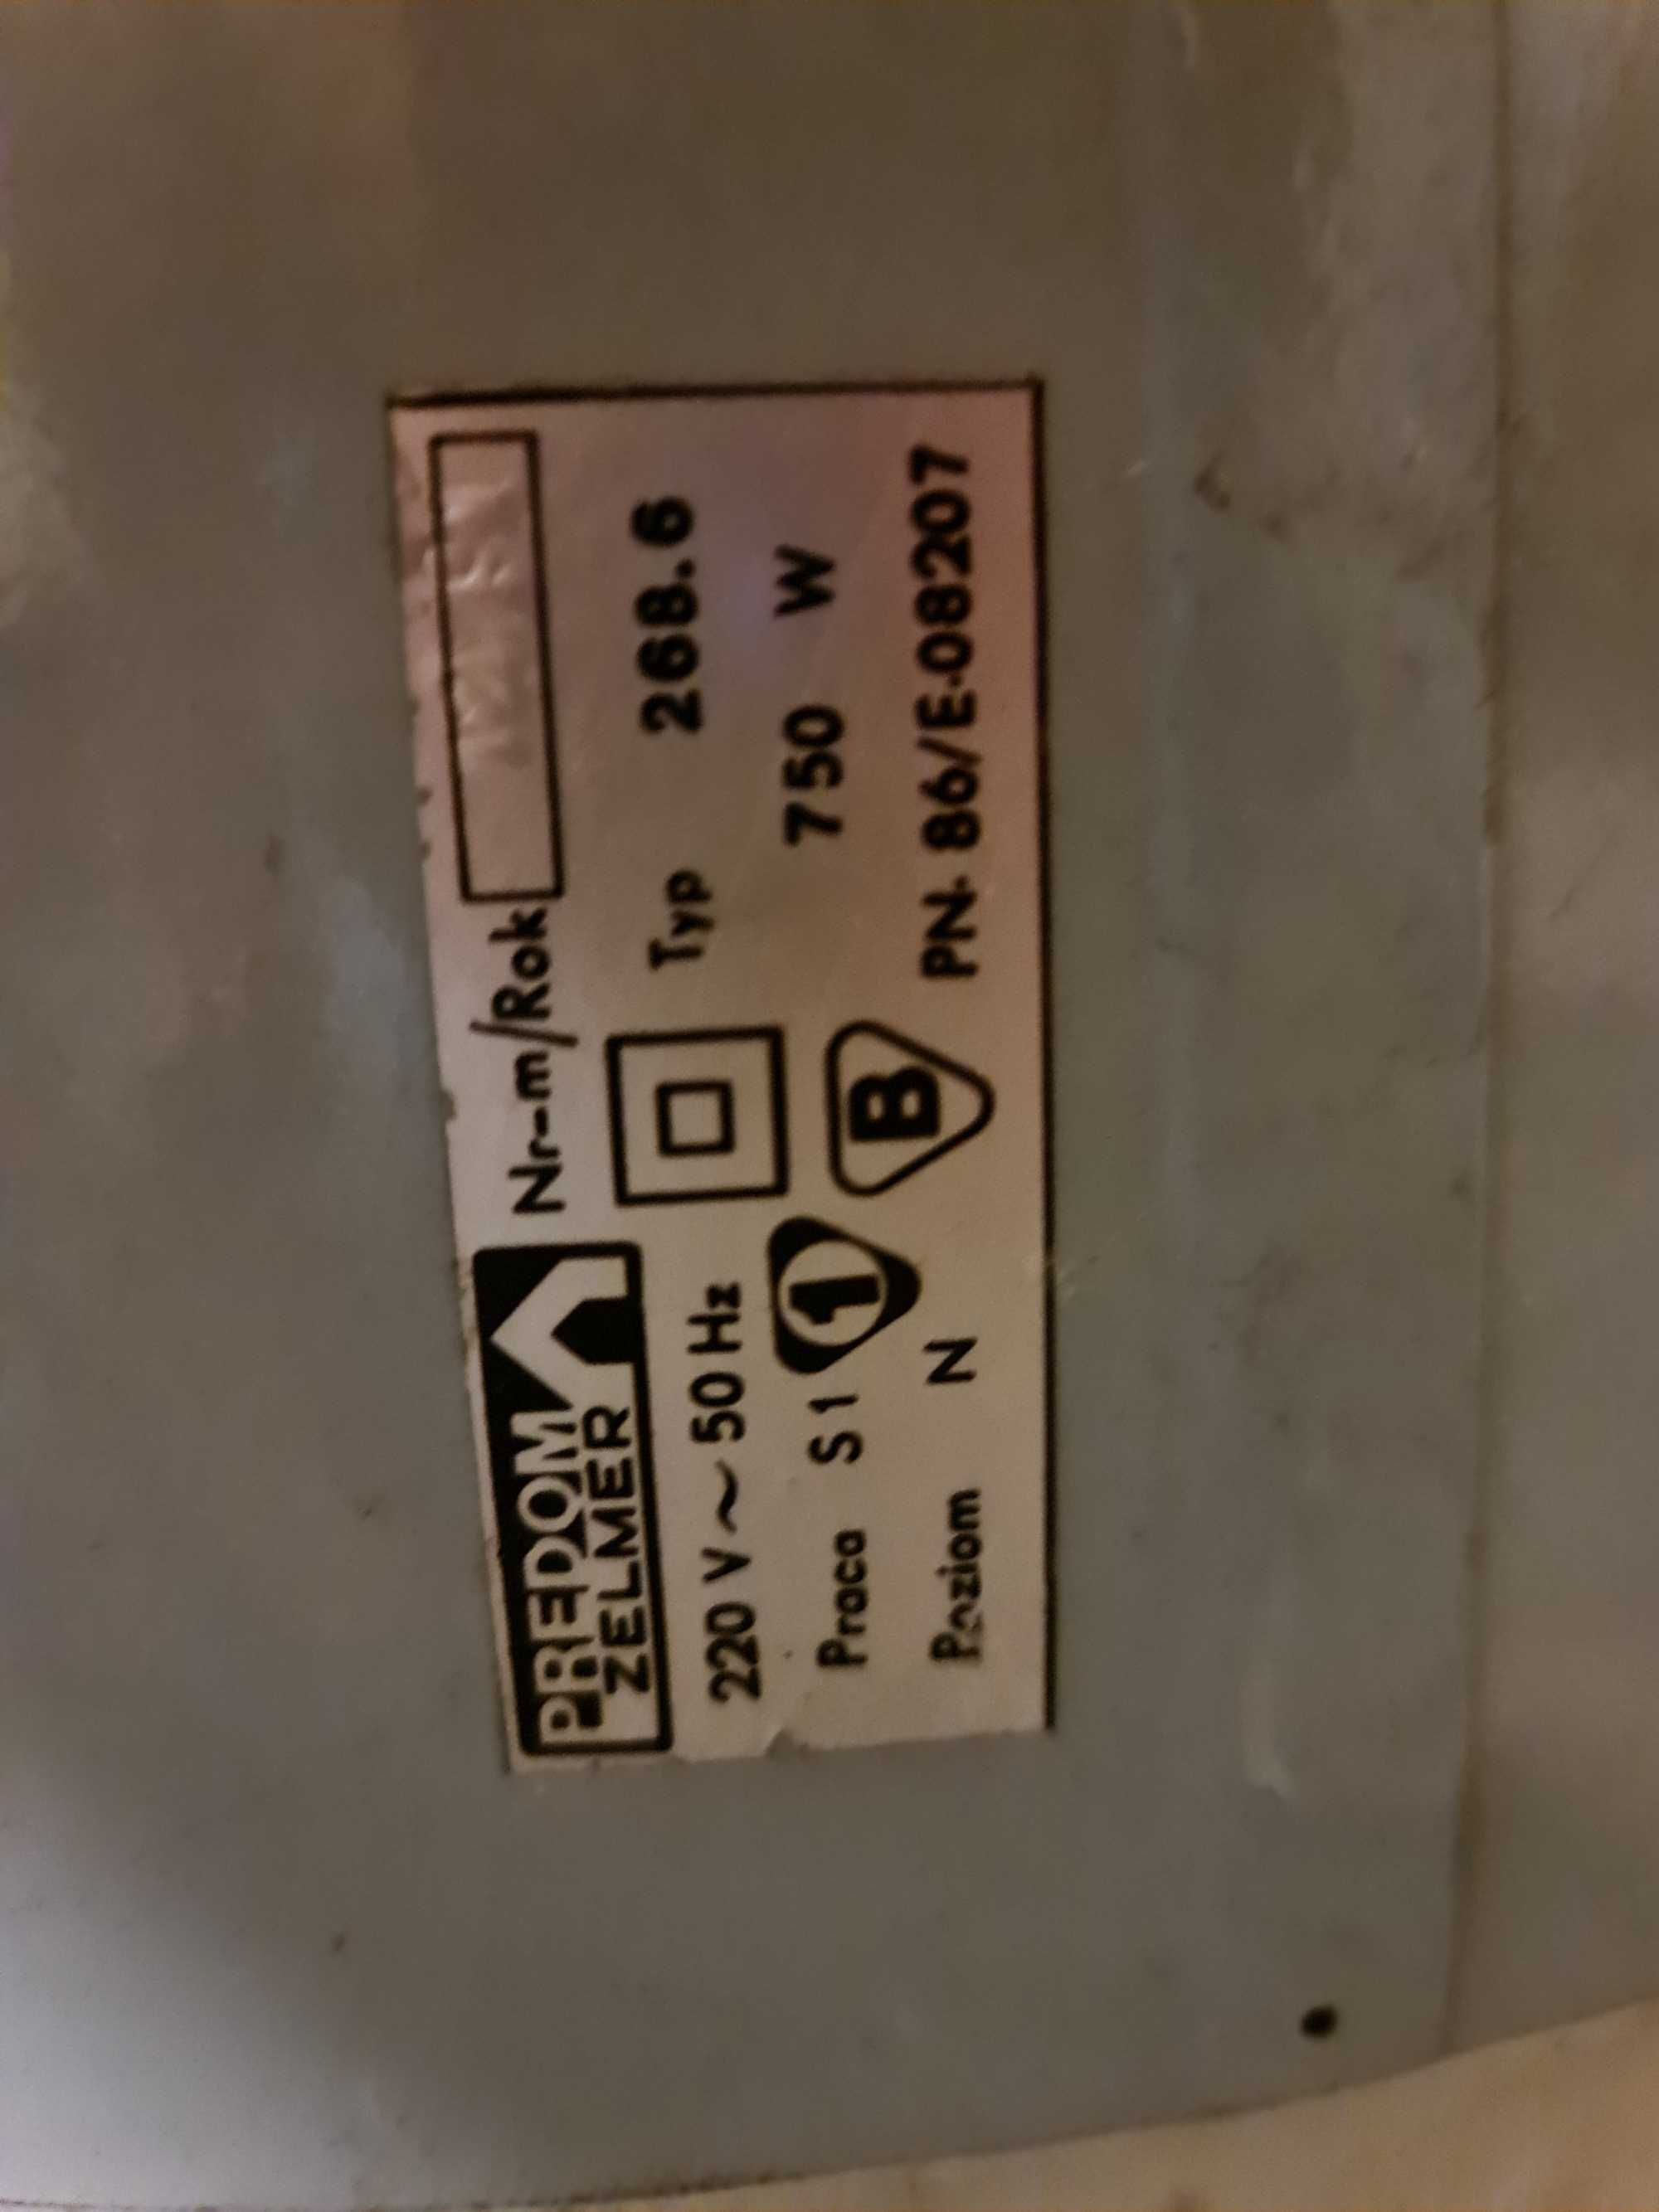 PREDOM
ZELMER
Nr-m/Rok
220 V ~ 50 Hz
Typ 268.6
Praca S1 1
750 W
Poziom N
B PN-86/E-08207